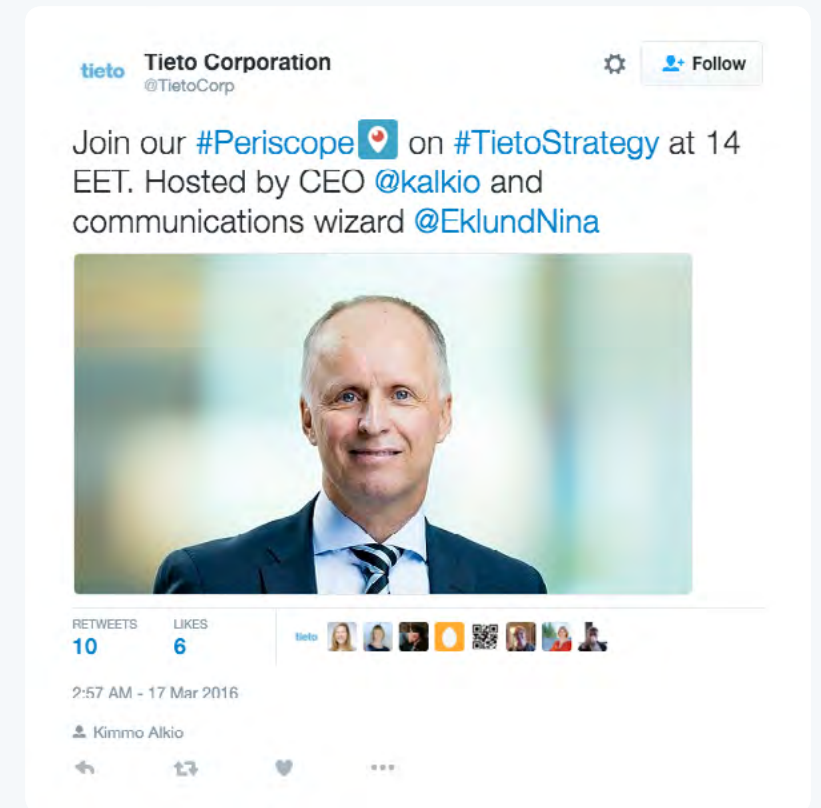 tieto
Tieto Corporation
@TietoCorp
Follow
Join our #Periscope on #TietoStrategy at 14
EET. Hosted by CEO @kalkio and
communications wizard @EklundNina
RETWEETS LIKES
10 6
tieto
2:57 AM - 17 Mar 2016
Kimmo Alkio